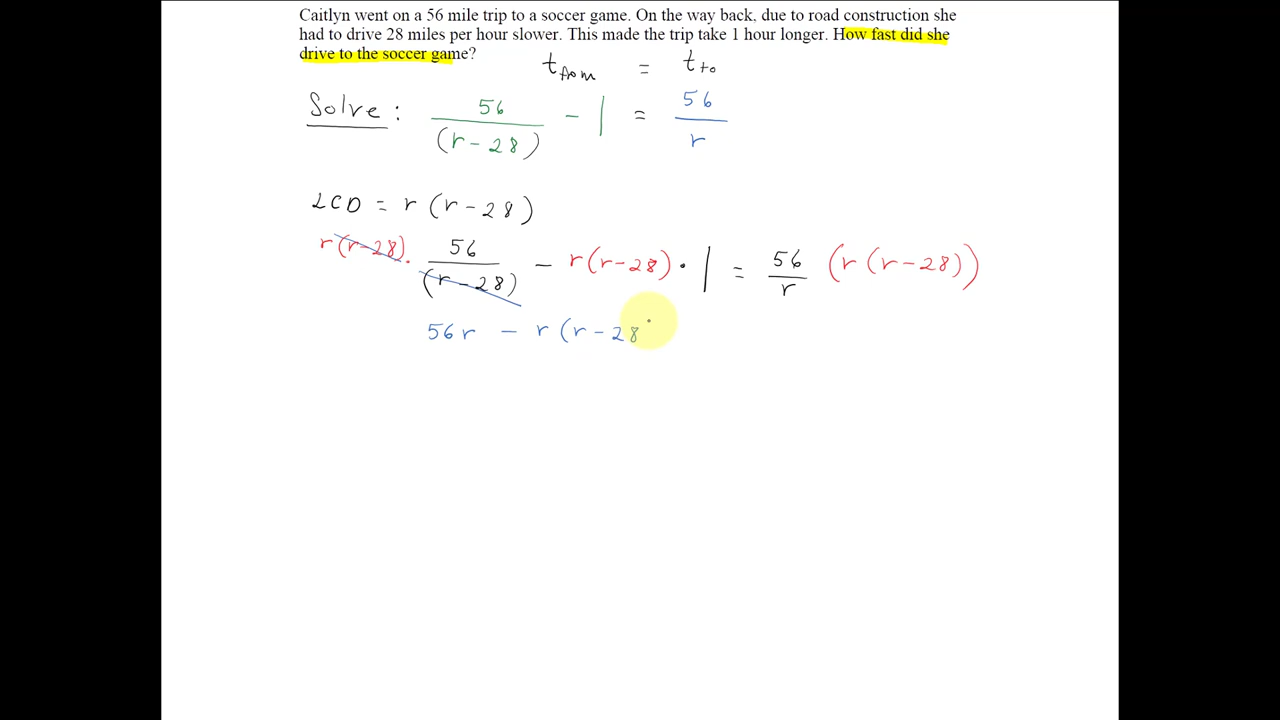 Caitlyn went on a 56 mile trip to a soccer game. On the way back, due to road construction she
had to drive 28 miles per hour slower. This made the trip take 1 hour longer. How fast did she
drive to the soccer game?
t from = t to
Solve: 56/(r-28) - 1 = 56/r
LCD = r(r-28)
r(r-28) · 56/(r-28) - r(r-28) · 1 = 56/r (r(r-28))
56r - r(r-28